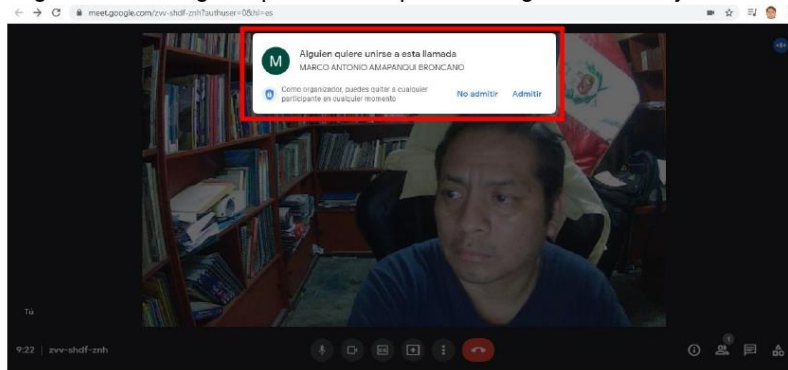 meet.google.com/zvv-shdf-znh?authuser=0&hl=es
M
Alguien quiere unirse a esta llamada
MARCO ANTONIO AMAPANQUI BRONCANO
Como organizador, puedes quitar a cualquier
participante en cualquier momento
No admitir Admitir
Tú
9:22 | zvv-shdf-znh
1